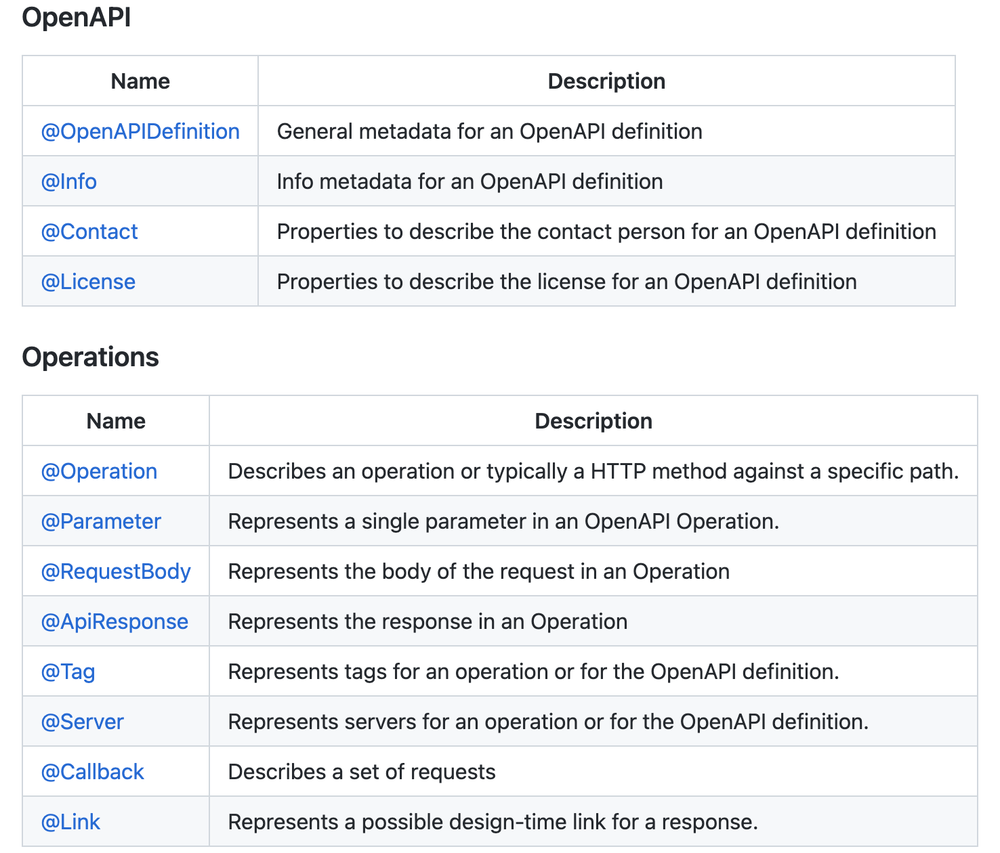 OpenAPI
Name Description
@OpenAPIDefinition General metadata for an OpenAPI definition
@Info Info metadata for an OpenAPI definition
@Contact Properties to describe the contact person for an OpenAPI definition
@License Properties to describe the license for an OpenAPI definition
Operations
Name Description
@Operation Describes an operation or typically a HTTP method against a specific path.
@Parameter Represents a single parameter in an OpenAPI Operation.
@RequestBody Represents the body of the request in an Operation
@ApiResponse Represents the response in an Operation
@Tag Represents tags for an operation or for the OpenAPI definition.
@Server Represents servers for an operation or for the OpenAPI definition.
@Callback Describes a set of requests
@Link Represents a possible design-time link for a response.